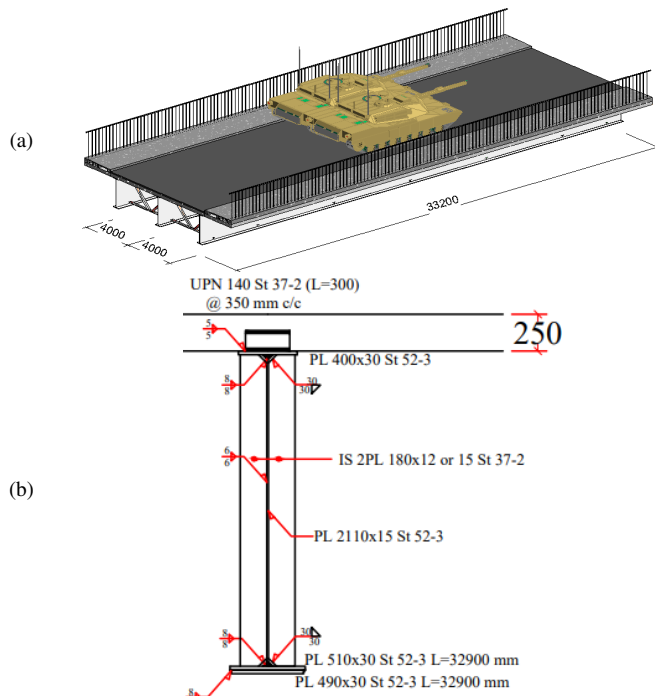 (a)
33200
4000
4000
UPN 140 St 37-2 (L=300)
@ 350 mm c/c
5
5
250
PL 400x30 St 52-3
8
8
30
30
6
6
IS 2PL 180x12 or 15 St 37-2
(b)
PL 2110x15 St 52-3
8
8
30
30
PL 510x30 St 52-3 L=32900 mm
PL 490x30 St 52-3 L=32900 mm
8